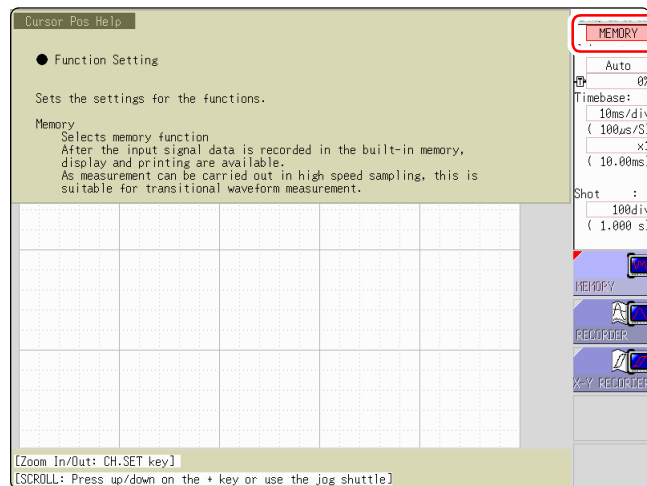 Cursor Pos Help
● Function Setting
Sets the settings for the functions.
Memory
Selects memory function
After the input signal data is recorded in the built-in memory,
display and printing are available.
As measurement can be carried out in high speed sampling, this is
suitable for transitional waveform measurement.
[Zoom In/Out: CH.SET key]
[SCROLL: Press up/down on the + key or use the jog shuttle]
MEMORY
Auto
T 0%
Timebase:
10ms/div
( 100µs/S)
( 10.00ms)
Shot :
100div
( 1.000 s)
MEMORY
RECORDER
X-Y RECORDER